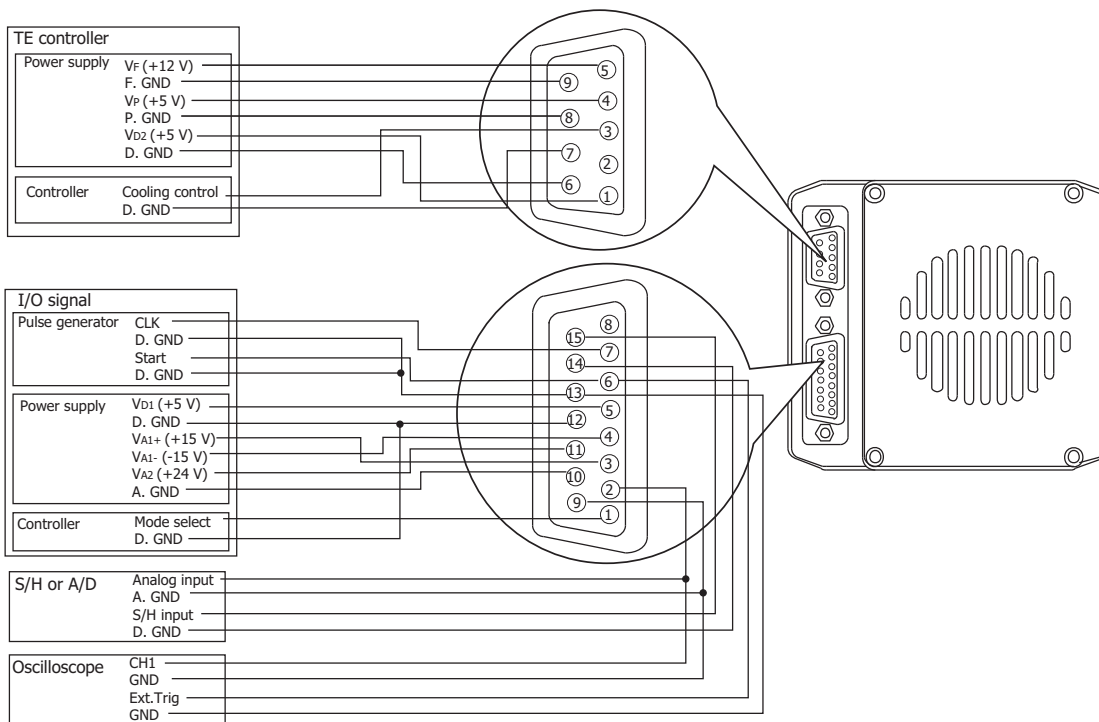 TE controller
Power supply
VF (+12 V)
F. GND
VP (+5 V)
P. GND
VD2 (+5 V)
D. GND
Controller
Cooling control
D. GND
5
9
4
8
3
7
2
6
1
I/O signal
Pulse generator
CLK
D. GND
Start
D. GND
Power supply
VD1 (+5 V)
D. GND
VA1+ (+15 V)
VA1- (-15 V)
VA2 (+24 V)
A. GND
Controller
Mode select
D. GND
8
15
7
14
6
13
5
12
4
11
3
10
2
9
1
S/H or A/D
Analog input
A. GND
S/H input
D. GND
Oscilloscope
CH1
GND
Ext.Trig
GND